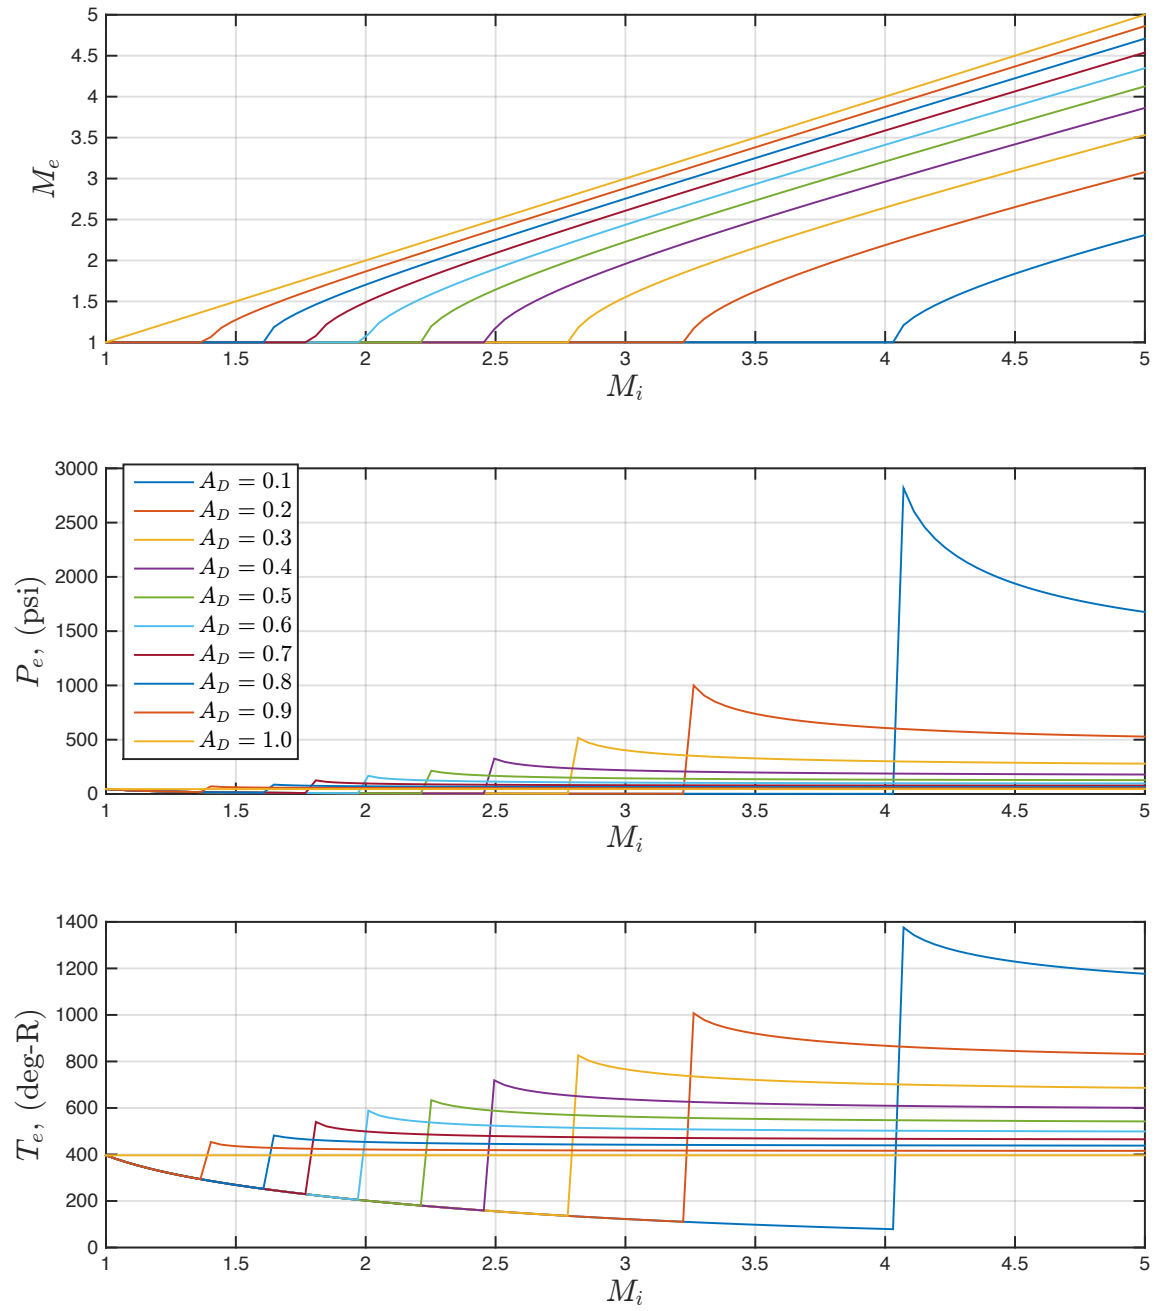 5
4.5
4
3.5
3
2.5
2
1.5
1
M_e
1 1.5 2 2.5 3 3.5 4 4.5 5
M_i
3000
2500
2000
1500
1000
500
0
P_e, (psi)
A_D = 0.1
A_D = 0.2
A_D = 0.3
A_D = 0.4
A_D = 0.5
A_D = 0.6
A_D = 0.7
A_D = 0.8
A_D = 0.9
A_D = 1.0
1 1.5 2 2.5 3 3.5 4 4.5 5
M_i
1400
1200
1000
800
600
400
200
0
T_e, (deg-R)
1 1.5 2 2.5 3 3.5 4 4.5 5
M_i